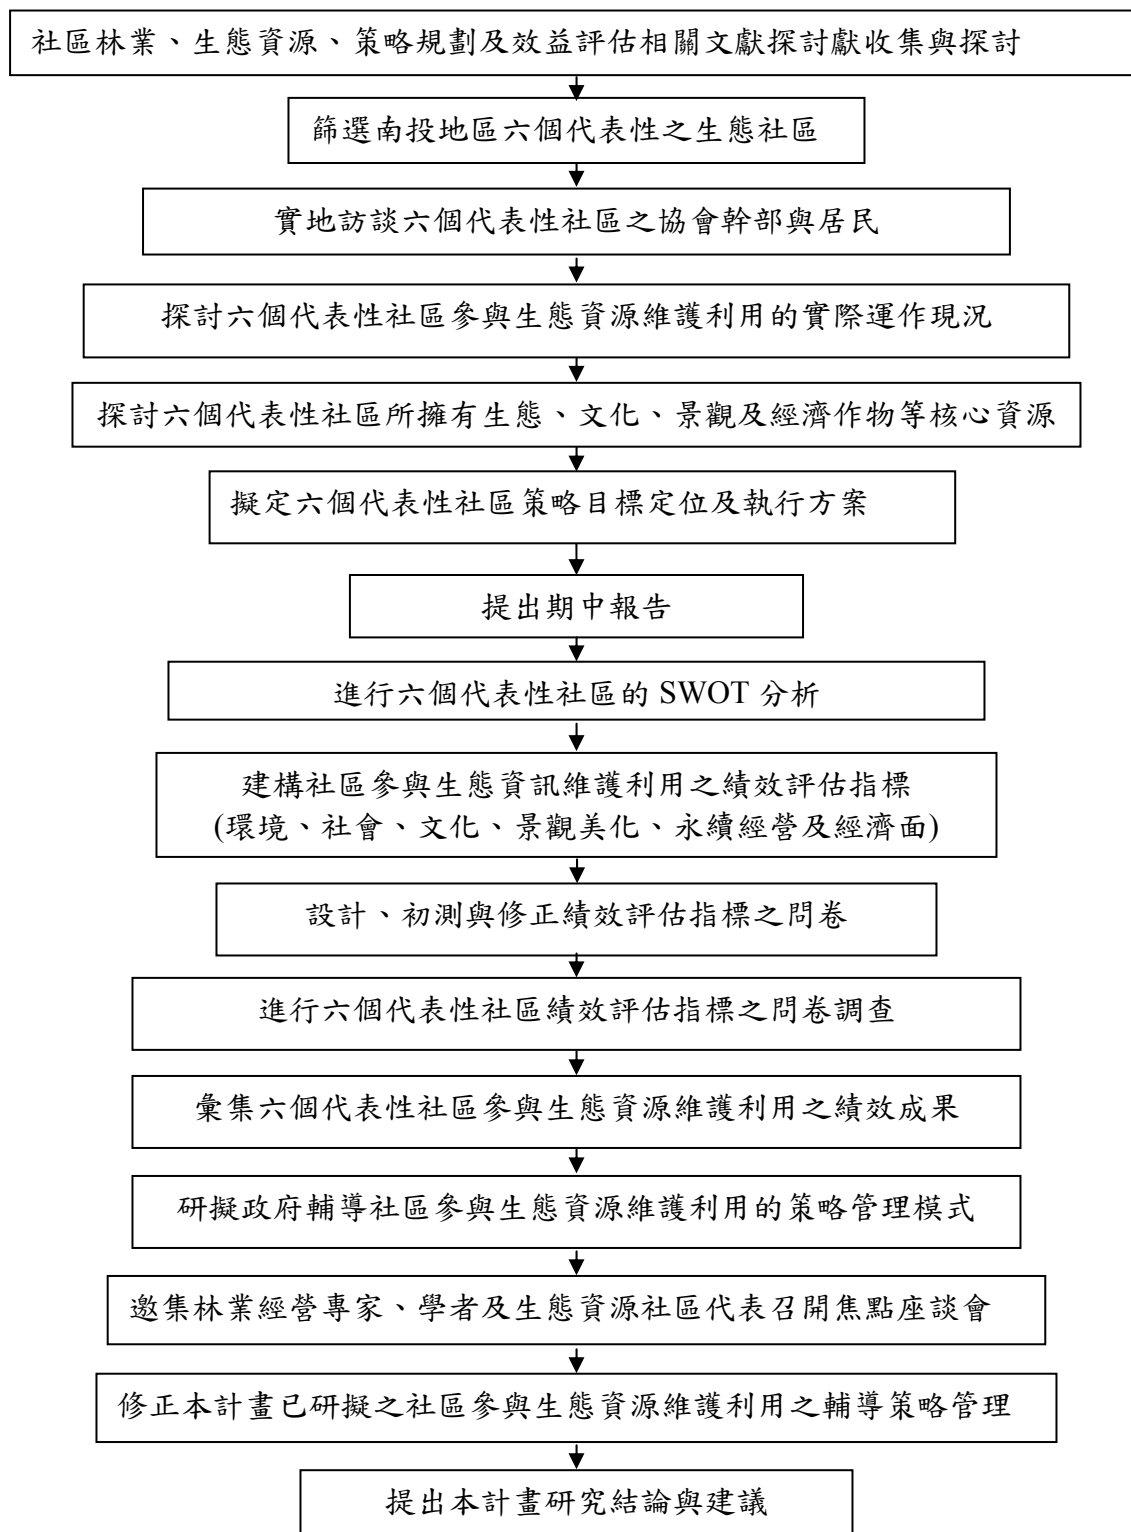 社區林業、生態資源、策略規劃及效益評估相關文獻探討獻收集與探討
篩選南投地區六個代表性之生態社區
實地訪談六個代表性社區之協會幹部與居民
探討六個代表性社區參與生態資源維護利用的實際運作現況
探討六個代表性社區所擁有生態、文化、景觀及經濟作物等核心資源
擬定六個代表性社區策略目標定位及執行方案
提出期中報告
進行六個代表性社區的 SWOT 分析
建構社區參與生態資訊維護利用之績效評估指標
(環境、社會、文化、景觀美化、永續經營及經濟面)
設計、初測與修正績效評估指標之問卷
進行六個代表性社區績效評估指標之問卷調查
彙集六個代表性社區參與生態資源維護利用之績效成果
研擬政府輔導社區參與生態資源維護利用的策略管理模式
邀集林業經營專家、學者及生態資源社區代表召開焦點座談會
修正本計畫已研擬之社區參與生態資源維護利用之輔導策略管理
提出本計畫研究結論與建議